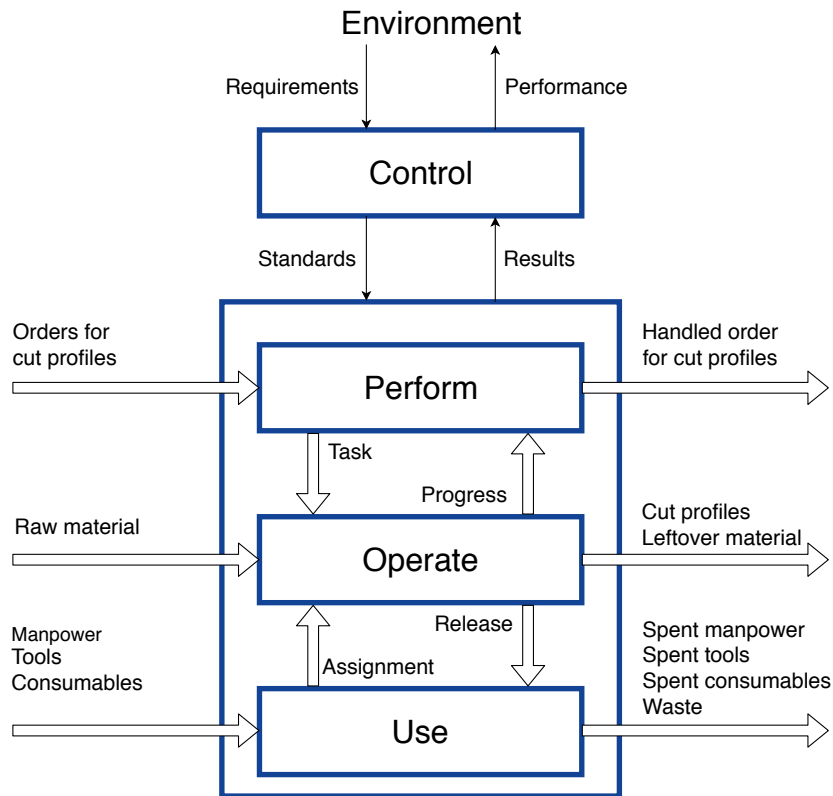 Environment
Requirements
Performance
Control
Standards
Results
Orders for
cut profiles
Handled order
for cut profiles
Perform
Task
Progress
Raw material
Cut profiles
Leftover material
Operate
Release
Assignment
Manpower
Tools
Consumables
Spent manpower
Spent tools
Spent consumables
Waste
Use